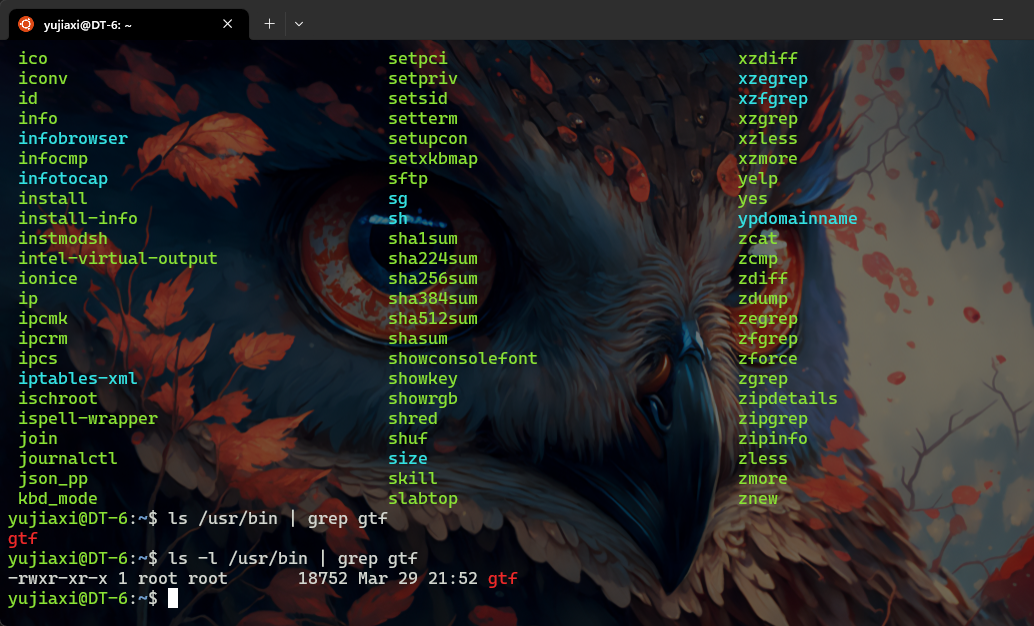 yujiaxi@DT-6: ~
ico setpci xzdiff
iconv setpriv xzegrep
id setsid xzfgrep
info setterm xzgrep
infobrowser setupcon xzless
infocmp setxkbmap xzmore
infotocap sftp yelp
install sg yes
install-info sh ypdomainname
instmodsh sha1sum zcat
intel-virtual-output sha224sum zcmp
ionice sha256sum zdiff
ip sha384sum zdump
ipcmk sha512sum zegrep
ipcrm shasum zfgrep
ipcs showconsolefont zforce
iptables-xml showkey zgrep
ischroot showrgb zipdetails
ispell-wrapper shred zipgrep
join shuf zipinfo
journalctl size zless
json_pp skill zmore
kbd_mode slabtop znew
yujiaxi@DT-6:~$ ls /usr/bin | grep gtf
gtf
yujiaxi@DT-6:~$ ls -l /usr/bin | grep gtf
-rwxr-xr-x 1 root root       18752 Mar 29 21:52 gtf
yujiaxi@DT-6:~$